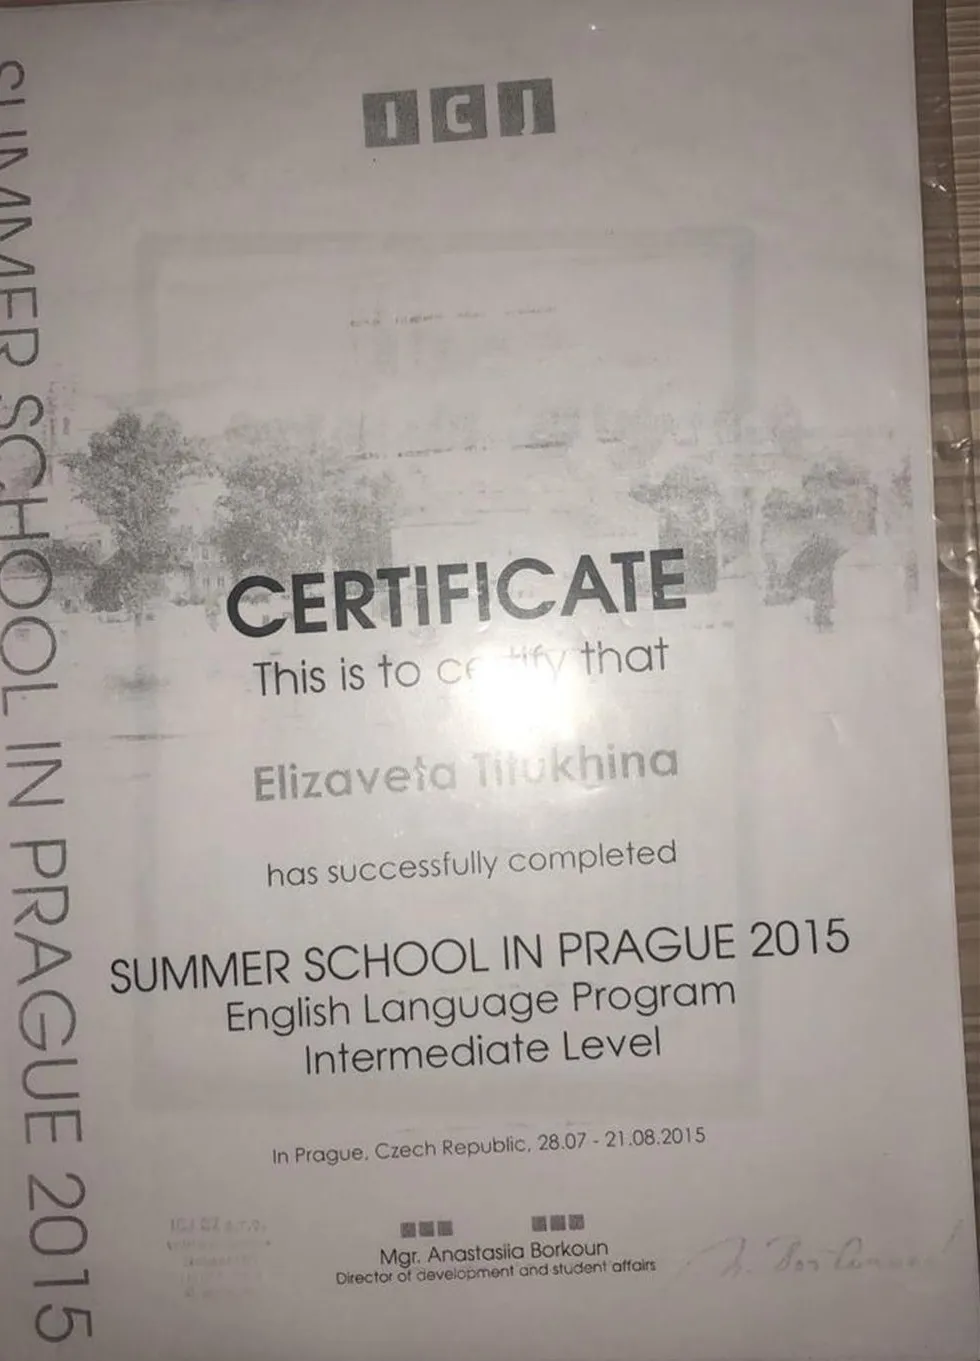 ICJ
SUMMER SCHOOL IN PRAGUE 2015
CERTIFICATE
This is to certify that
Elizaveta Titukhina
has successfully completed
SUMMER SCHOOL IN PRAGUE 2015
English Language Program
Intermediate Level
In Prague, Czech Republic, 28.07 - 21.08.2015
Mgr. Anastasiia Borkoun
Director of development and student affairs